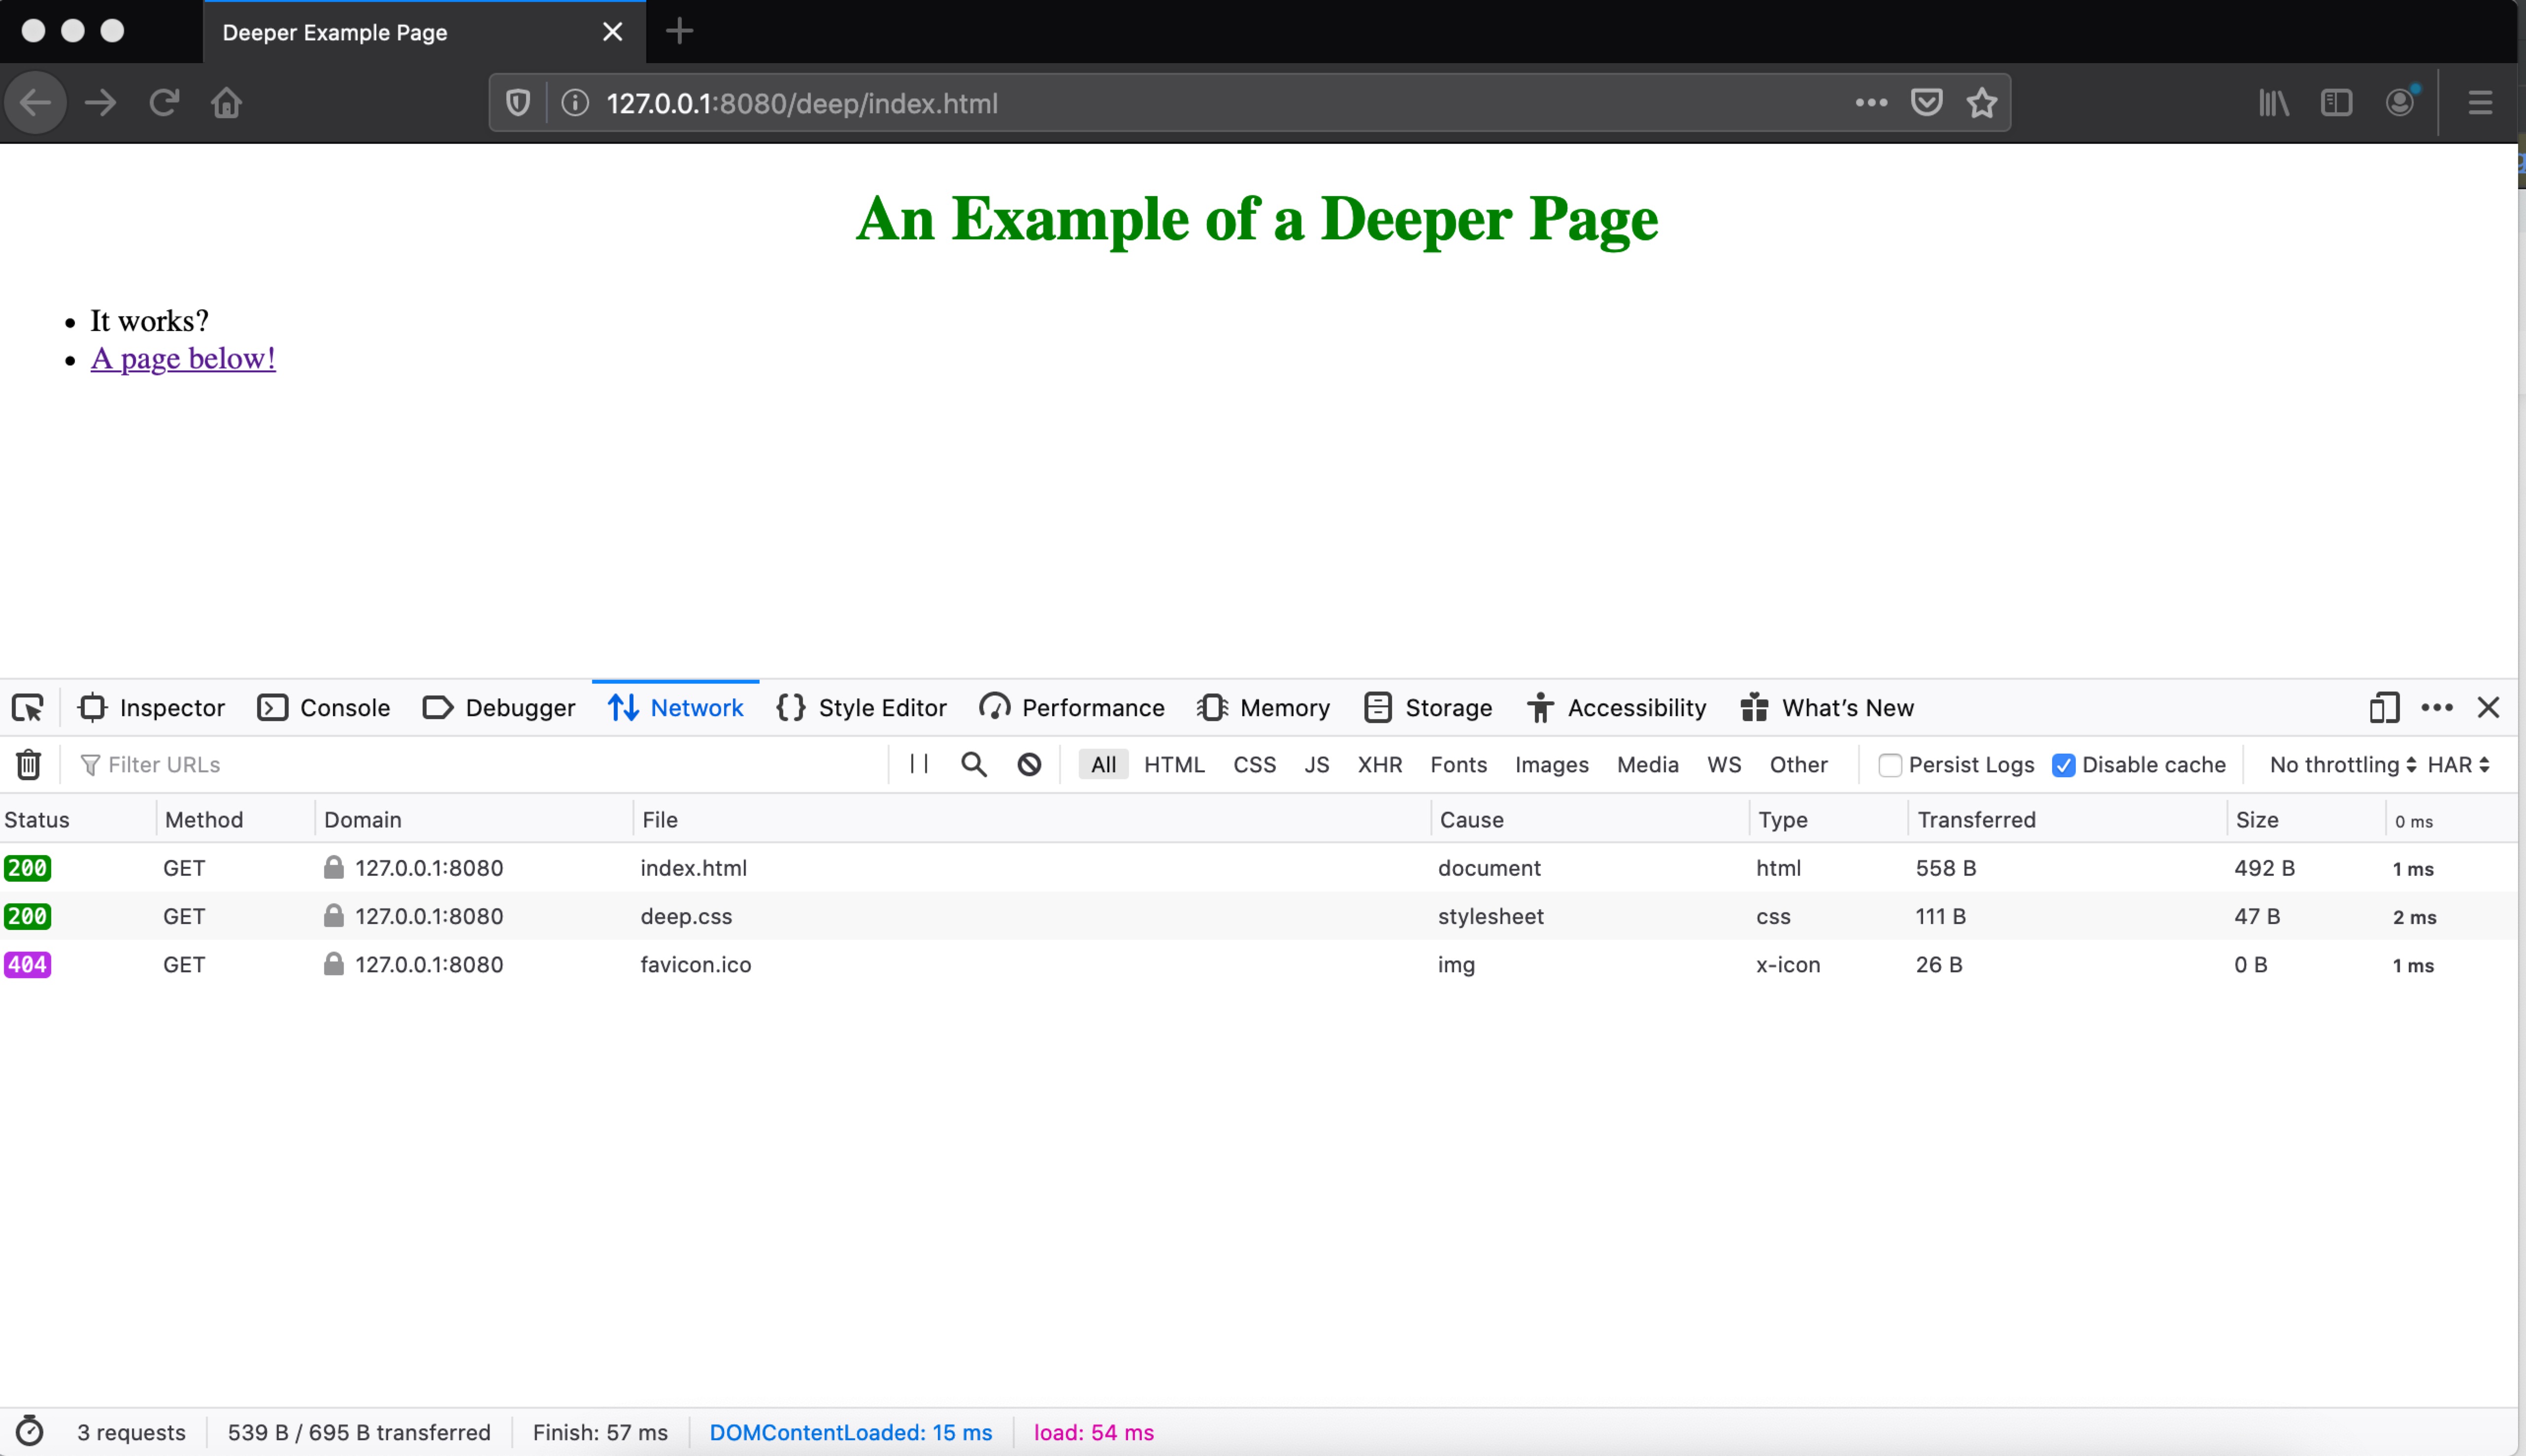 Deeper Example Page
127.0.0.1:8080/deep/index.html
An Example of a Deeper Page
It works?
A page below!
Inspector Console Debugger Network Style Editor Performance Memory Storage Accessibility What’s New
Filter URLs All HTML CSS JS XHR Fonts Images Media WS Other Persist Logs Disable cache No throttling HAR
Status Method Domain File Cause Type Transferred Size 0 ms
200 GET 127.0.0.1:8080 index.html document html 558 B 492 B 1 ms
200 GET 127.0.0.1:8080 deep.css stylesheet css 111 B 47 B 2 ms
404 GET 127.0.0.1:8080 favicon.ico img x-icon 26 B 0 B 1 ms
3 requests 539 B / 695 B transferred Finish: 57 ms DOMContentLoaded: 15 ms load: 54 ms